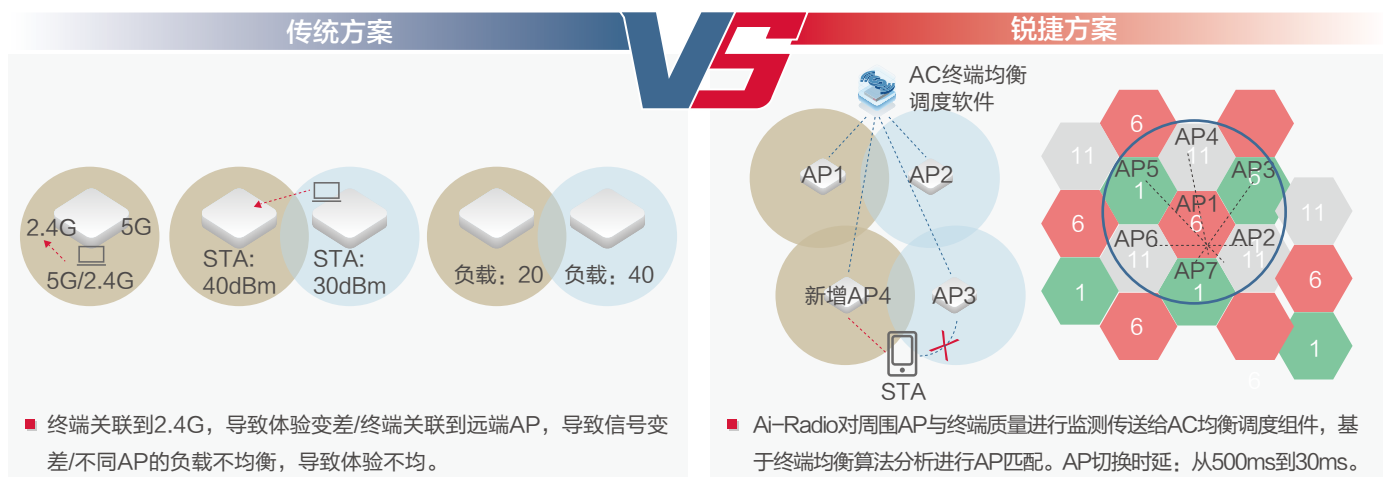 传统方案
VS
锐捷方案
2.4G
5G
5G/2.4G
STA:
40dBm
STA:
30dBm
负载：20
负载：40
终端关联到2.4G，导致体验变差/终端关联到远端AP，导致信号变
差/不同AP的负载不均衡，导致体验不均。
AC终端均衡
调度软件
AP1
AP2
新增AP4
AP3
STA
6
11
AP4
11
AP5
1
AP3
6
6
AP1
6
11
AP6
11
AP2
11
1
AP7
1
6
6
6
1
Ai-Radio对周围AP与终端质量进行监测传送给AC均衡调度组件，基
于终端均衡算法分析进行AP匹配。AP切换时延：从500ms到30ms。